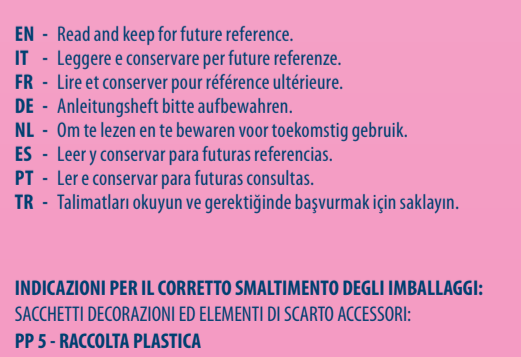 EN - Read and keep for future reference.
IT - Leggere e conservare per future referenze.
FR - Lire et conserver pour référence ultérieure.
DE - Anleitungsheft bitte aufbewahren.
NL - Om te lezen en te bewaren voor toekomstig gebruik.
ES - Leer y conservar para futuras referencias.
PT - Ler e conservar para futuras consultas.
TR - Talimatları okuyun ve gerektiğinde başvurmak için saklayın.
INDICAZIONI PER IL CORRETTO SMALTIMENTO DEGLI IMBALLAGGI:
SACCHETTI DECORAZIONI ED ELEMENTI DI SCARTO ACCESSORI:
PP 5 - RACCOLTA PLASTICA